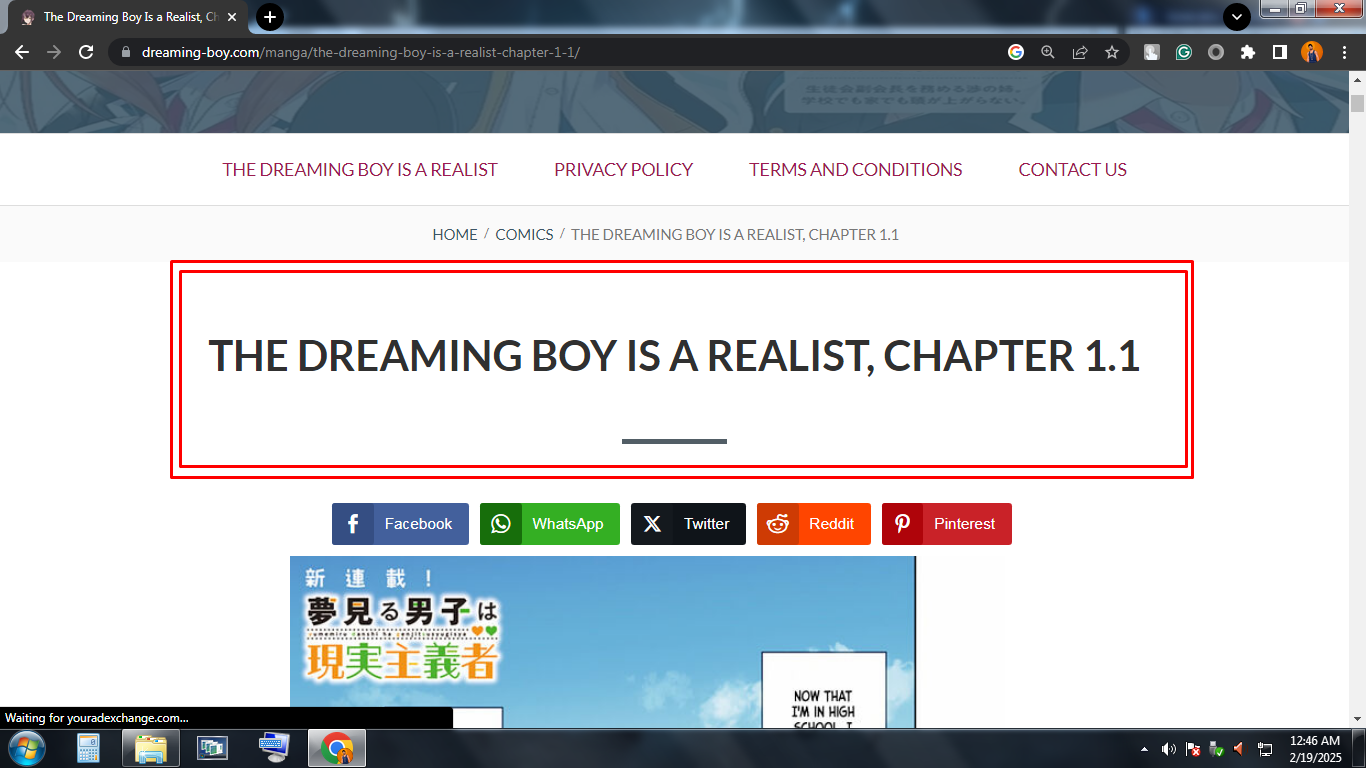 The Dreaming Boy Is a Realist, Ch
dreaming-boy.com/manga/the-dreaming-boy-is-a-realist-chapter-1-1/
生徒会副会長を務める渉の姉。
学校でも家でも頭が上がらない。
THE DREAMING BOY IS A REALIST
PRIVACY POLICY
TERMS AND CONDITIONS
CONTACT US
HOME / COMICS / THE DREAMING BOY IS A REALIST, CHAPTER 1.1
THE DREAMING BOY IS A REALIST, CHAPTER 1.1
Facebook
WhatsApp
Twitter
Reddit
Pinterest
新連載！
夢見る男子は
yumemiru danshi ha genjitsusyugisya
現実主義者
NOW THAT
I'M IN HIGH
SCHOOL, I
Waiting for youradexchange.com...
12:46 AM
2/19/2025